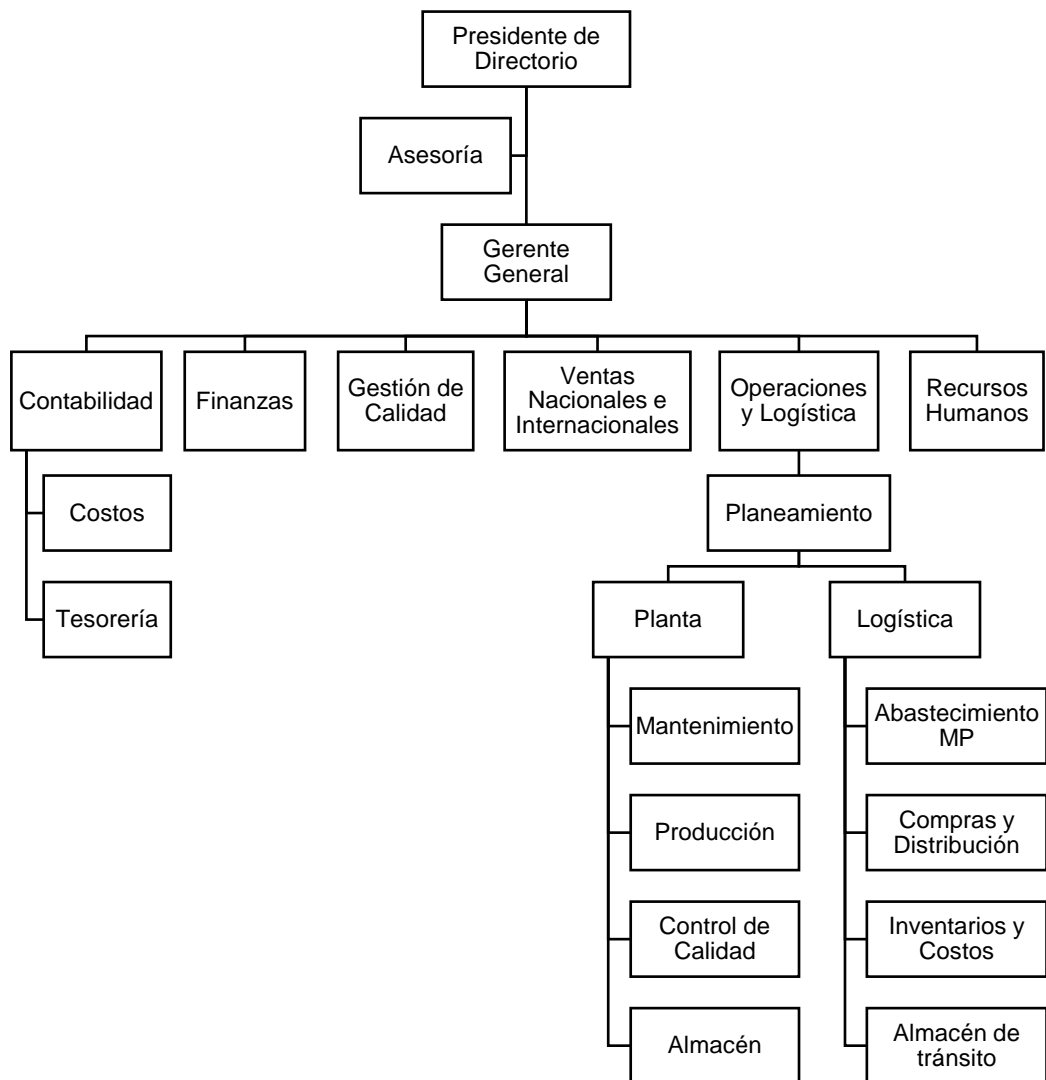 Presidente de
Directorio
Asesoría
Gerente
General
Contabilidad
Finanzas
Gestión de
Calidad
Ventas
Nacionales e
Internacionales
Operaciones
y Logística
Recursos
Humanos
Costos
Tesorería
Planeamiento
Planta
Logística
Mantenimiento
Producción
Control de
Calidad
Almacén
Abastecimiento
MP
Compras y
Distribución
Inventarios y
Costos
Almacén de
tránsito